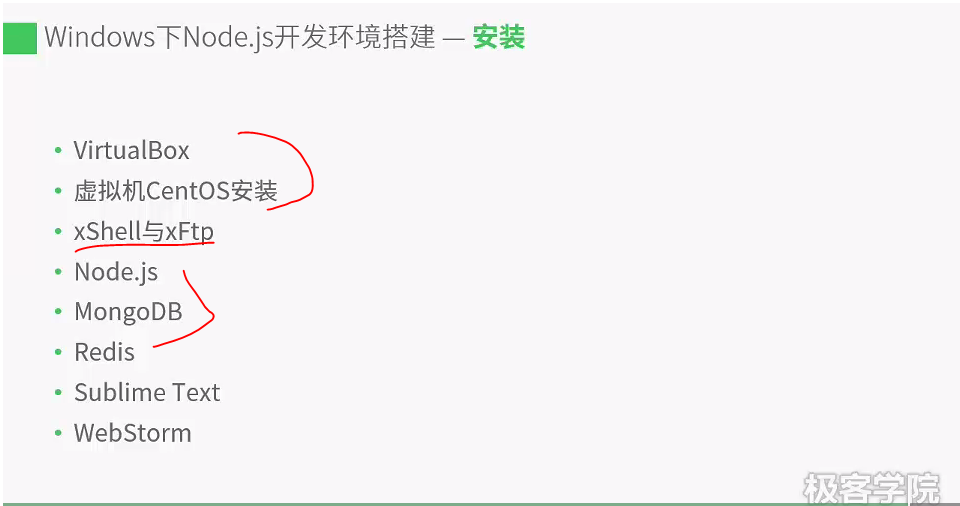 Windows下Node.js开发环境搭建 — 安装
• VirtualBox
• 虚拟机CentOS安装
• xShell与xFtp
• Node.js
• MongoDB
• Redis
• Sublime Text
• WebStorm
极客学院